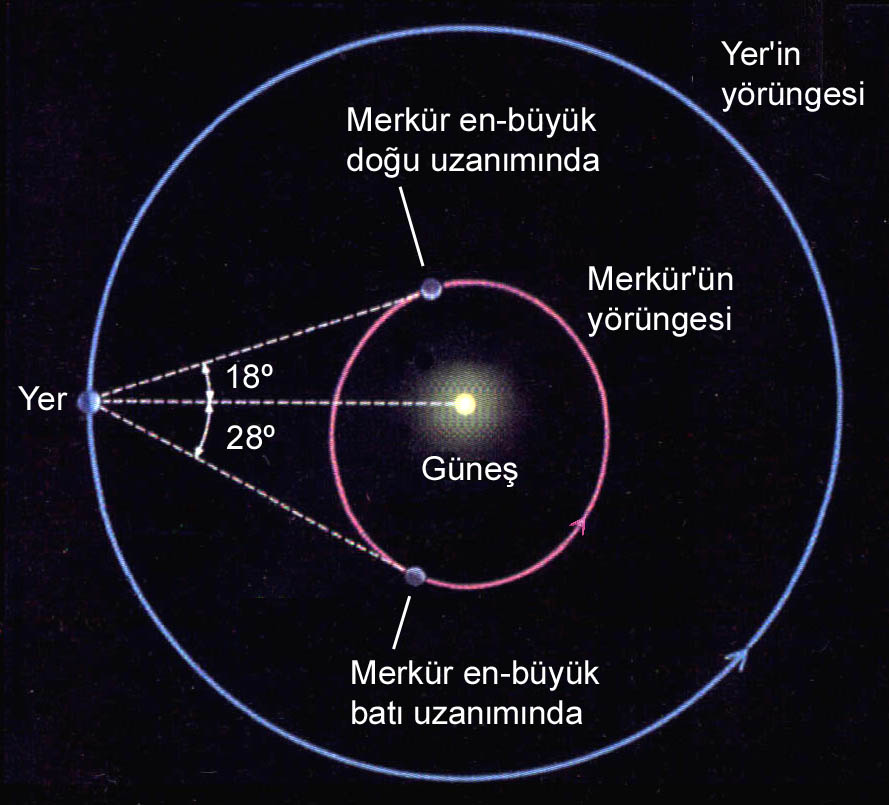 Yer'in
yörüngesi
Merkür en-büyük
doğu uzanımında
Merkür'ün
yörüngesi
18º
Yer
28º
Güneş
Merkür en-büyük
batı uzanımında